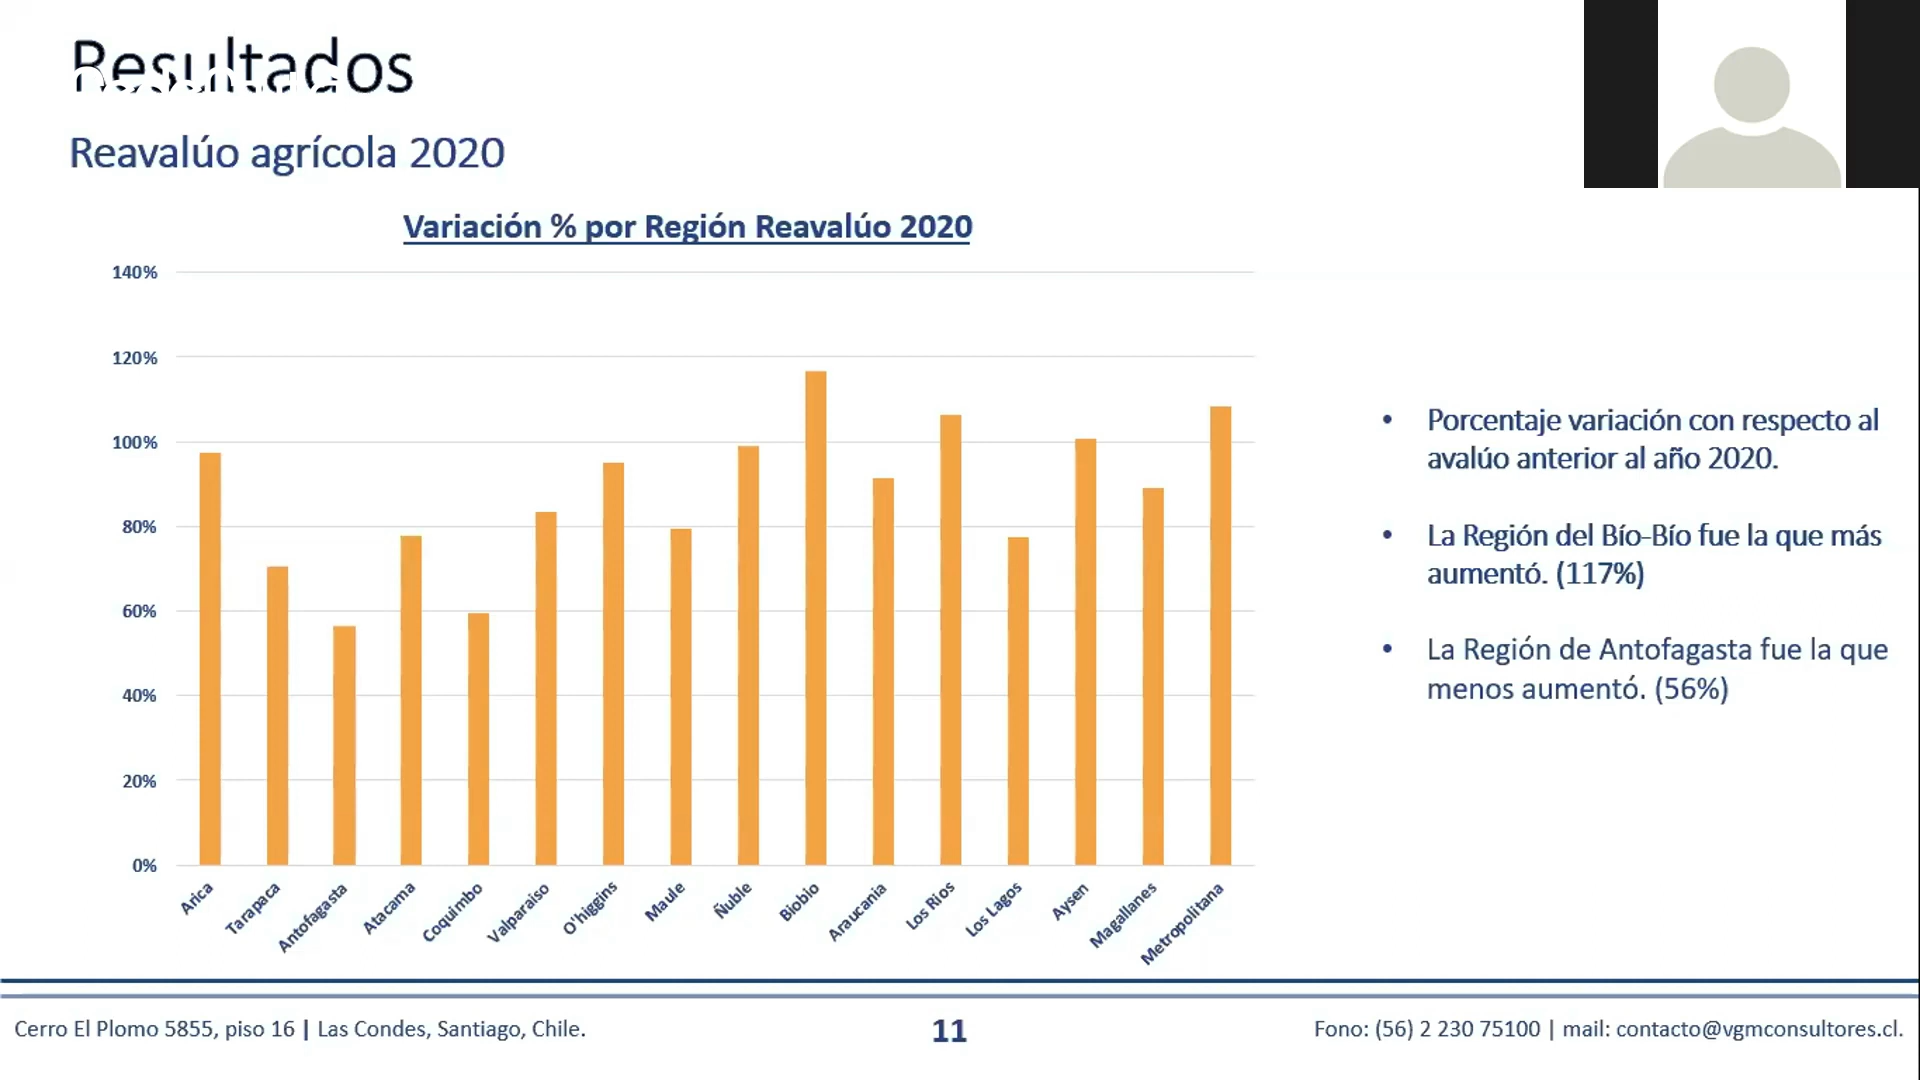 Resultados
Reavalúo agrícola 2020
Variación % por Región Reavalúo 2020
140%
120%
100%
80%
60%
40%
20%
0%
Arica
Tarapaca
Antofagasta
Atacama
Coquimbo
Valparaiso
O'higgins
Maule
Ñuble
Biobio
Araucania
Los Rios
Los Lagos
Aysen
Magallanes
Metropolitana
• Porcentaje variación con respecto al
avalúo anterior al año 2020.
• La Región del Bío-Bío fue la que más
aumentó. (117%)
• La Región de Antofagasta fue la que
menos aumentó. (56%)
Cerro El Plomo 5855, piso 16 | Las Condes, Santiago, Chile.
11
Fono: (56) 2 230 75100 | mail: contacto@vgmconsultores.cl.